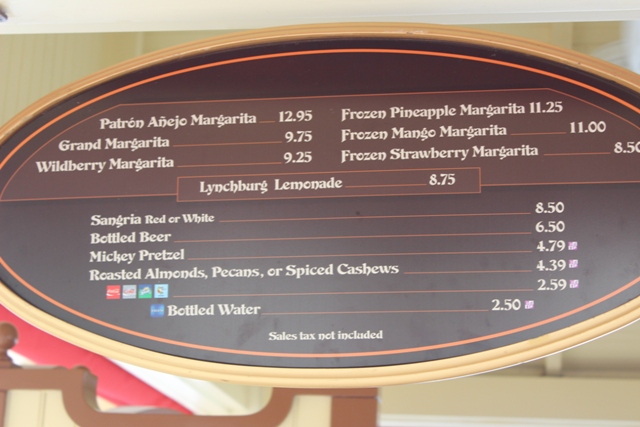 Patrón Añejo Margarita 12.95
Grand Margarita 9.75
Wildberry Margarita 9.25
Frozen Pineapple Margarita 11.25
Frozen Mango Margarita 11.00
Frozen Strawberry Margarita 8.50
Lynchburg Lemonade 8.75
Sangria Red or White 8.50
Bottled Beer 6.50
Mickey Pretzel 4.79
Roasted Almonds, Pecans, or Spiced Cashews 4.39
2.59
Bottled Water 2.50
Sales tax not included